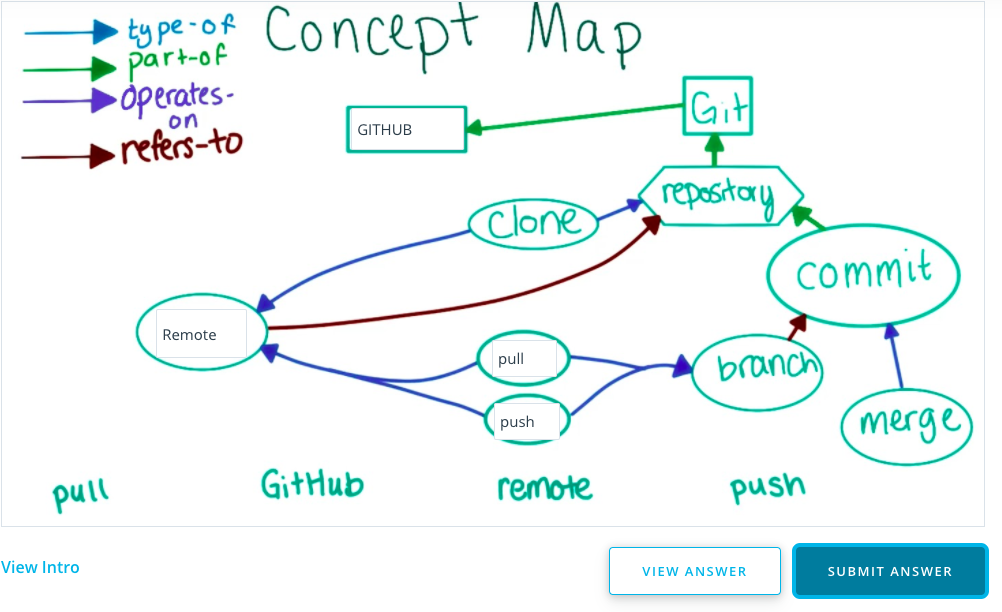 type-of
part-of
operates-
on
refers-to
Concept Map
GITHUB
Git
repository
clone
commit
Remote
pull
branch
push
merge
pull GitHub remote push
View Intro
VIEW ANSWER
SUBMIT ANSWER